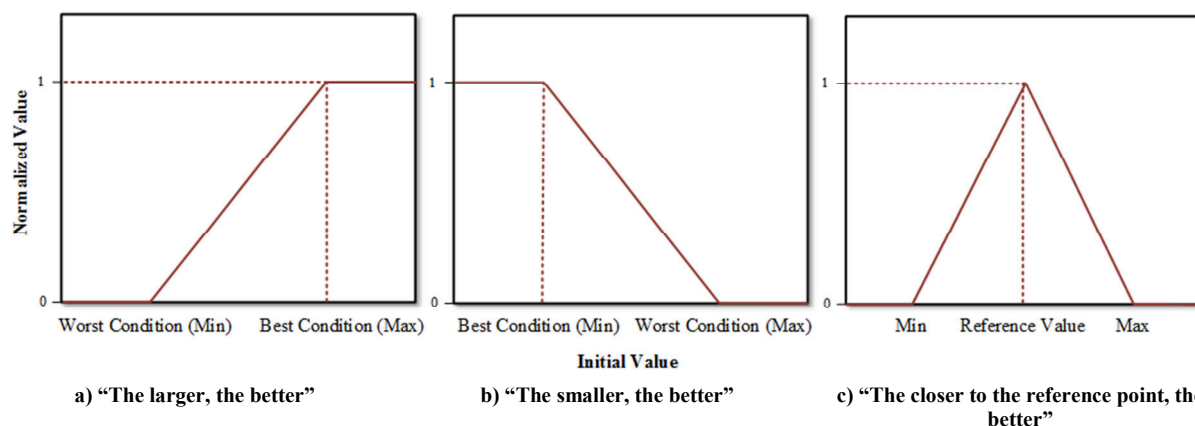 Normalized Value
1
0
Worst Condition (Min) Best Condition (Max)
1
0
Best Condition (Min) Worst Condition (Max)
1
0
Min Reference Value Max
Initial Value
a) “The larger, the better”
b) “The smaller, the better”
c) “The closer to the reference point, th
better”